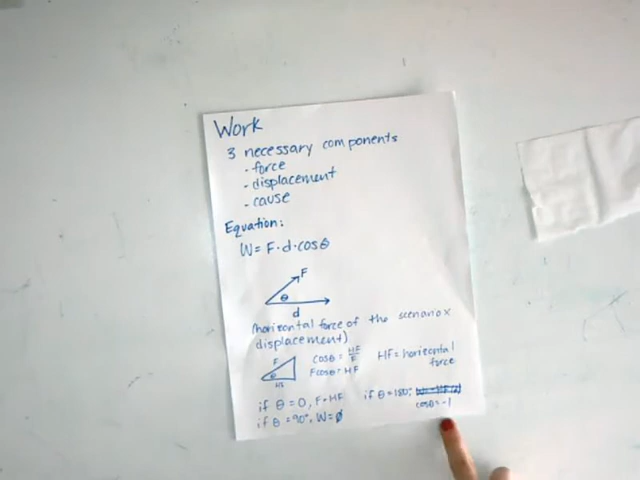 Work
3 necessary components
- force
- displacement
- cause
Equation:
W = F·d·cosθ
F
θ
d
(horizontal force of the scenario x
displacement)
F
θ
HF
cosθ = HF/F
Fcosθ = HF
HF = horizontal
force
if θ = 0, F = HF
if θ = 90°, W = 0
if θ = 180°
cosθ = -1